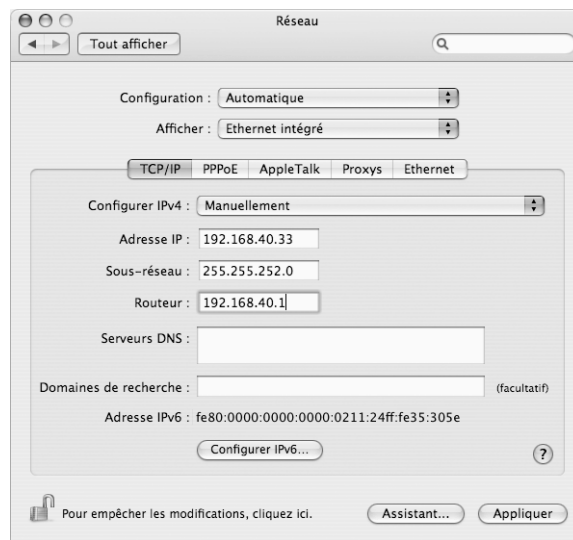 Réseau
Tout afficher
Configuration : Automatique
Afficher : Ethernet intégré
TCP/IP PPPoE AppleTalk Proxys Ethernet
Configurer IPv4 : Manuellement
Adresse IP : 192.168.40.33
Sous-réseau : 255.255.252.0
Routeur : 192.168.40.1
Serveurs DNS :
Domaines de recherche : (facultatif)
Adresse IPv6 : fe80:0000:0000:0000:0211:24ff:fe35:305e
Configurer IPv6...
?
Pour empêcher les modifications, cliquez ici. Assistant... Appliquer